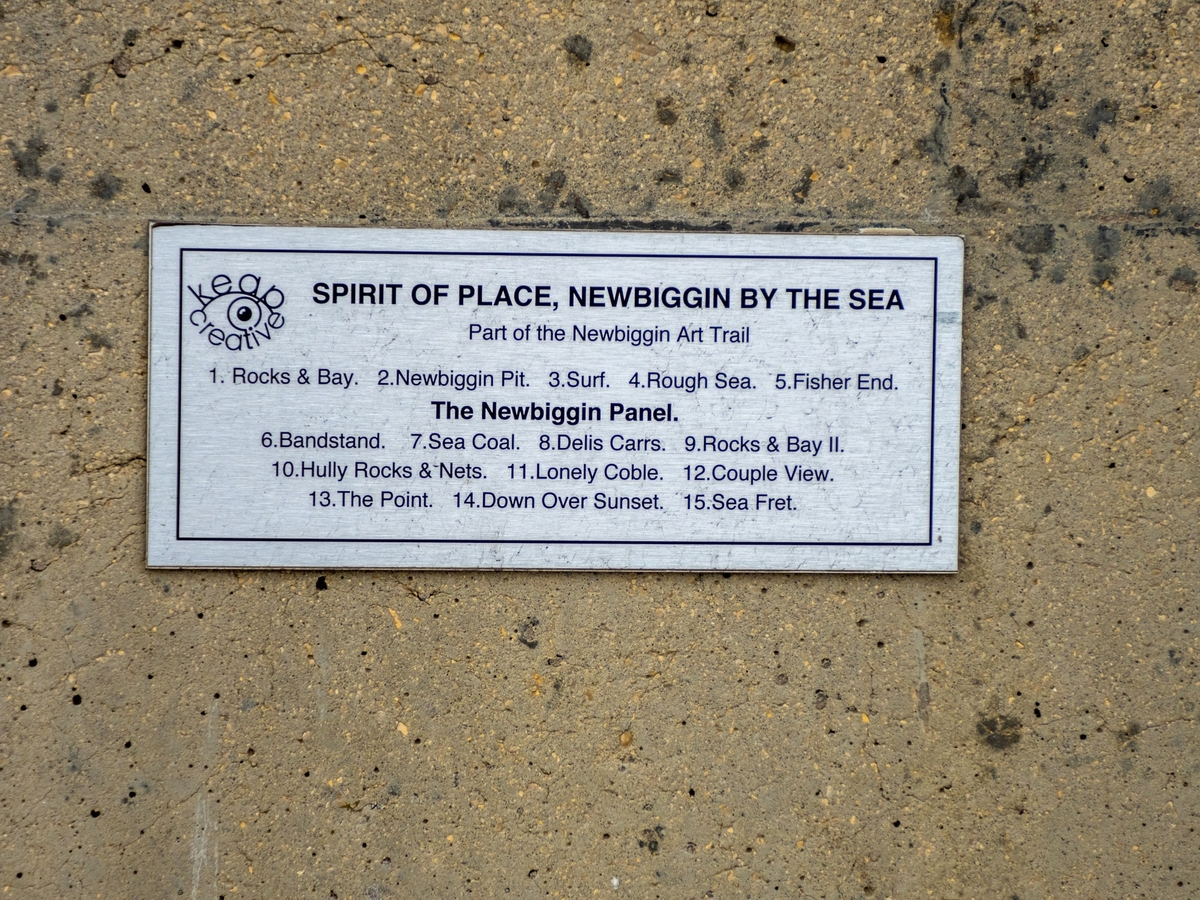 keap
creative
SPIRIT OF PLACE, NEWBIGGIN BY THE SEA
Part of the Newbiggin Art Trail
1. Rocks & Bay. 2.Newbiggin Pit. 3.Surf. 4.Rough Sea. 5.Fisher End.
The Newbiggin Panel.
6.Bandstand. 7.Sea Coal. 8.Delis Carrs. 9.Rocks & Bay II.
10.Hully Rocks & Nets. 11.Lonely Coble. 12.Couple View.
13.The Point. 14.Down Over Sunset. 15.Sea Fret.